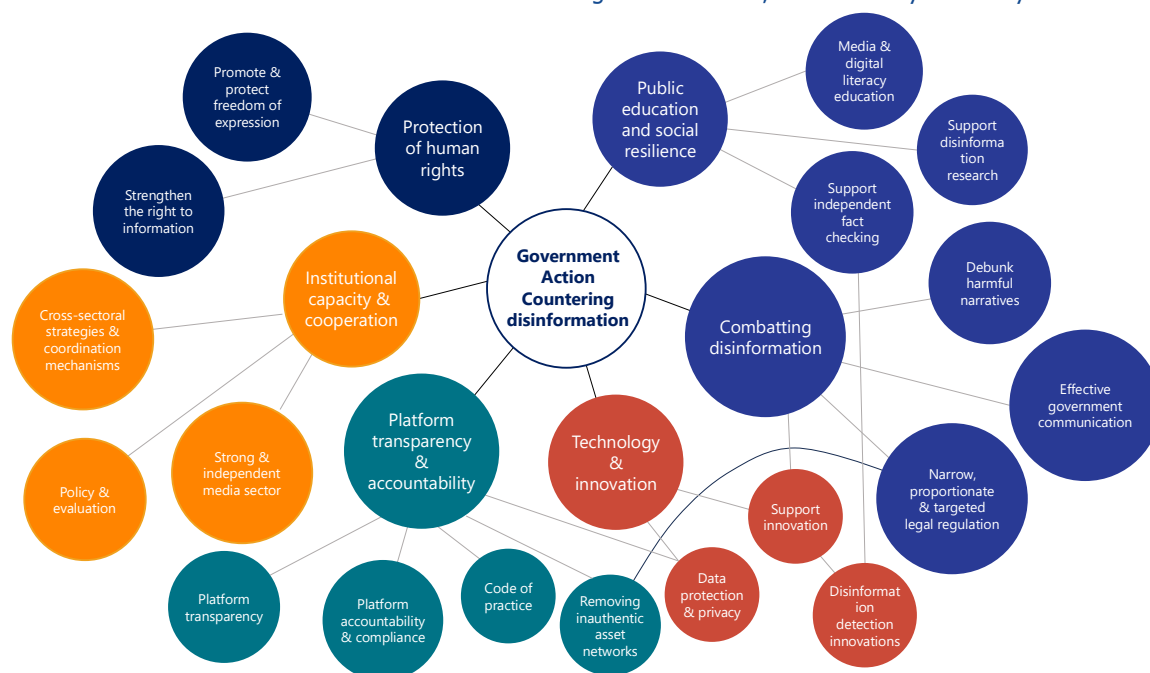 Promote &
protect
freedom of
expression
Strengthen
the right to
information
Protection
of human
rights
Public
education
and social
resilience
Media &
digital
literacy
education
Support
disinforma
tion
research
Support
independent
fact
checking
Government
Action
Countering
disinformation
Institutional
capacity &
cooperation
Cross-sectoral
strategies &
coordination
mechanisms
Policy &
evaluation
Strong &
independent
media sector
Combatting
disinformation
Debunk
harmful
narratives
Effective
government
communication
Narrow,
proportionate
& targeted
legal regulation
Platform
transparency
&
accountability
Platform
transparency
Platform
accountability
& compliance
Code of
practice
Removing
inauthentic
asset
networks
Technology
&
innovation
Support
innovation
Data
protection
& privacy
Disinformat
ion
detection
innovations